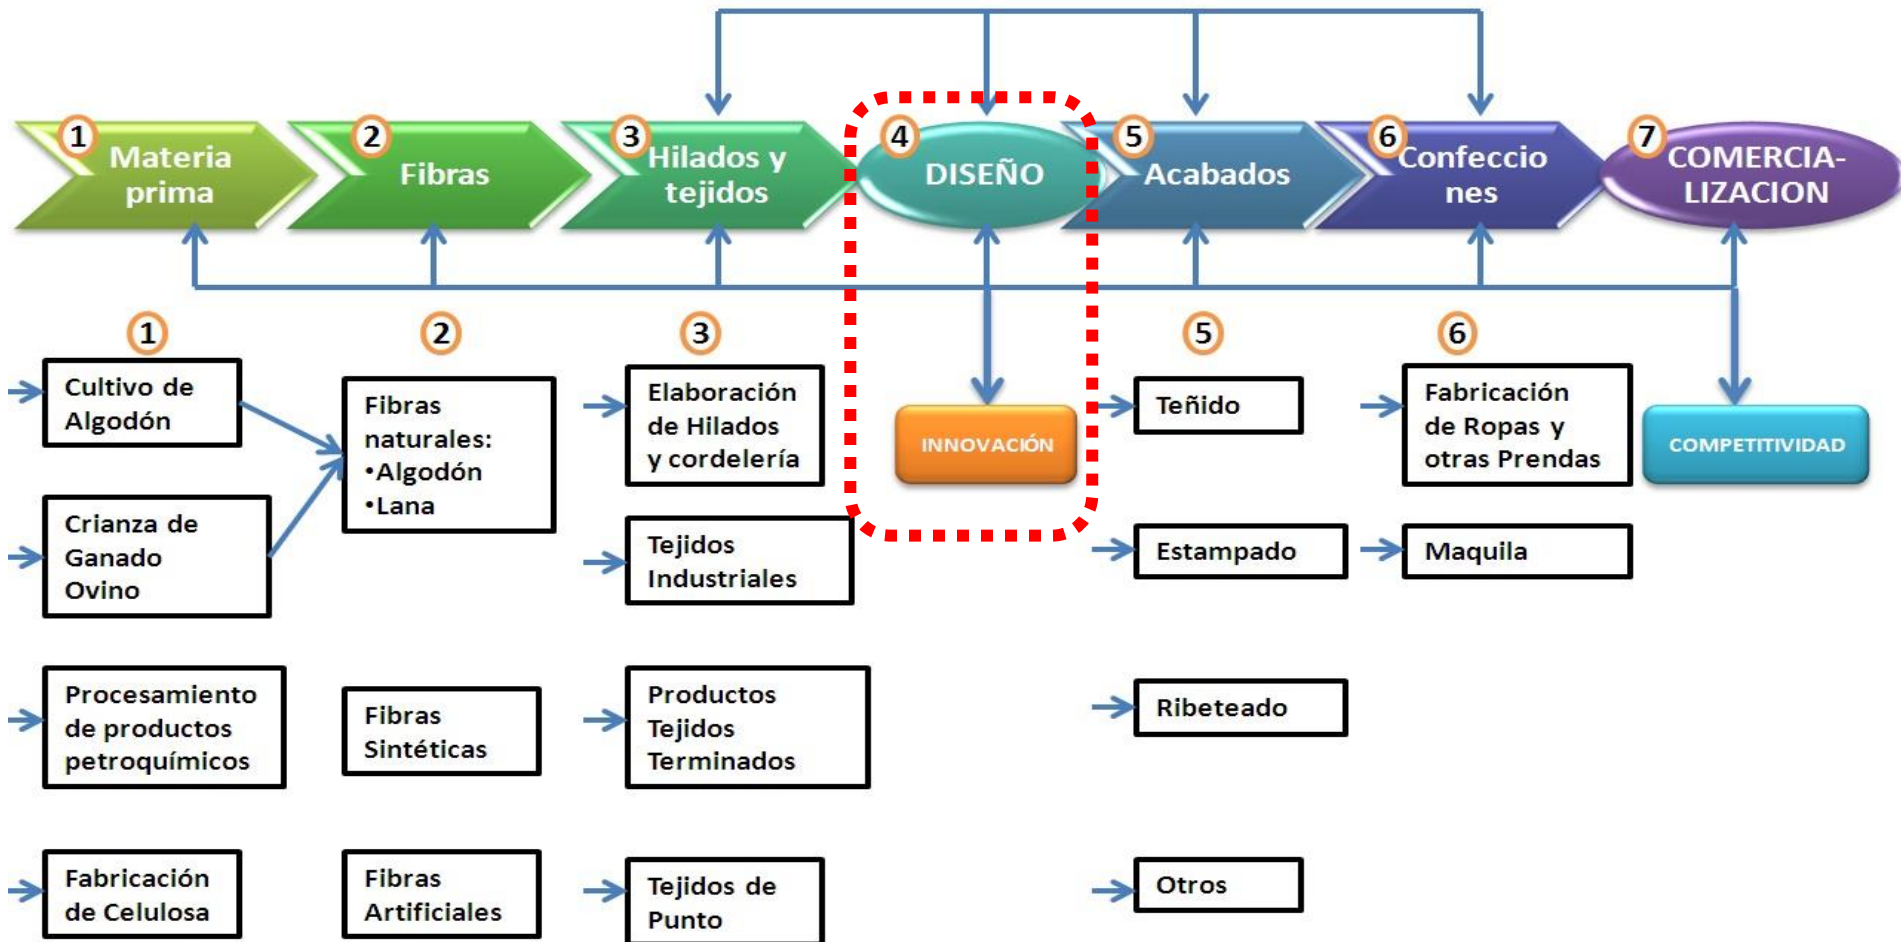 1
Materia
prima
2
Fibras
3
Hilados y
tejidos
4
DISEÑO
5
Acabados
6
Confeccio
nes
7
COMERCIA-
LIZACION
1
Cultivo de
Algodón
Crianza de
Ganado
Ovino
Procesamiento
de productos
petroquímicos
Fabricación
de Celulosa
2
Fibras
naturales:
•Algodón
•Lana
Fibras
Sintéticas
Fibras
Artificiales
3
Elaboración
de Hilados
y cordelería
Tejidos
Industriales
Productos
Tejidos
Terminados
Tejidos de
Punto
INNOVACIÓN
5
Teñido
Estampado
Ribeteado
Otros
6
Fabricación
de Ropas y
otras Prendas
Maquila
COMPETITIVIDAD